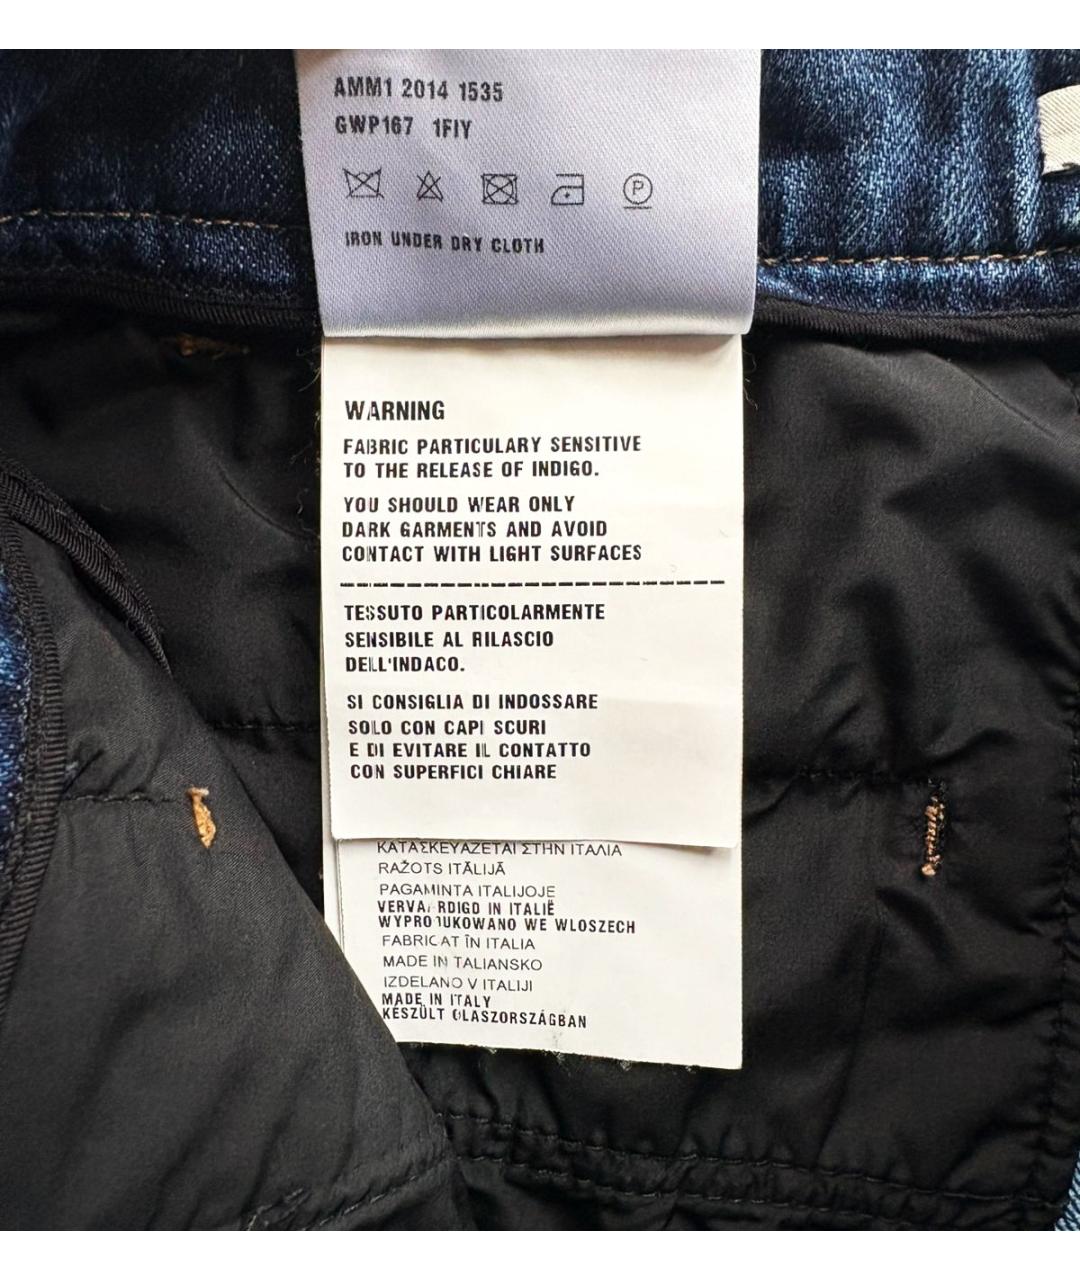 AMM1 2014 1535
GWP167 1FIY
P
IRON UNDER DRY CLOTH
WARNING
FABRIC PARTICULARY SENSITIVE
TO THE RELEASE OF INDIGO.
YOU SHOULD WEAR ONLY
DARK GARMENTS AND AVOID
CONTACT WITH LIGHT SURFACES
TESSUTO PARTICOLARMENTE
SENSIBILE AL RILASCIO
DELL'INDACO.
SI CONSIGLIA DI INDOSSARE
SOLO CON CAPI SCURI
E DI EVITARE IL CONTATTO
CON SUPERFICI CHIARE
ΚΑΤΑΣΚΕΥΑΖΕΤΑΙ ΣΤΗΝ ΙΤΑΛΙΑ
RAŽOTS ITĀLIJĀ
PAGAMINTA ITALIJOJE
VERVAARDIGD IN ITALIË
WYPRODUKOWANO WE WLOSZECH
FABRICAT ÎN ITALIA
MADE IN TALIANSKO
IZDELANO V ITALIJI
MADE IN ITALY
KÉSZÜLT OLASZORSZÁGBAN